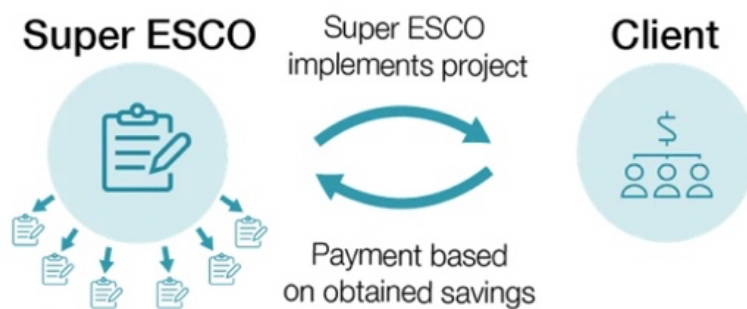 Super ESCO
Super ESCO
implements project
Client
$
Payment based
on obtained savings